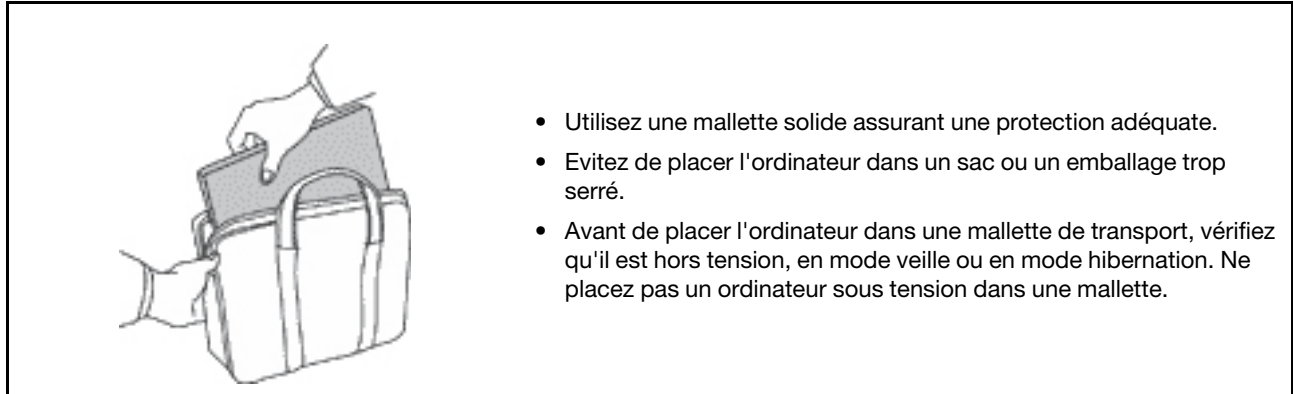 • Utilisez une mallette solide assurant une protection adéquate.
• Evitez de placer l'ordinateur dans un sac ou un emballage trop
serré.
• Avant de placer l'ordinateur dans une mallette de transport, vérifiez
qu'il est hors tension, en mode veille ou en mode hibernation. Ne
placez pas un ordinateur sous tension dans une mallette.